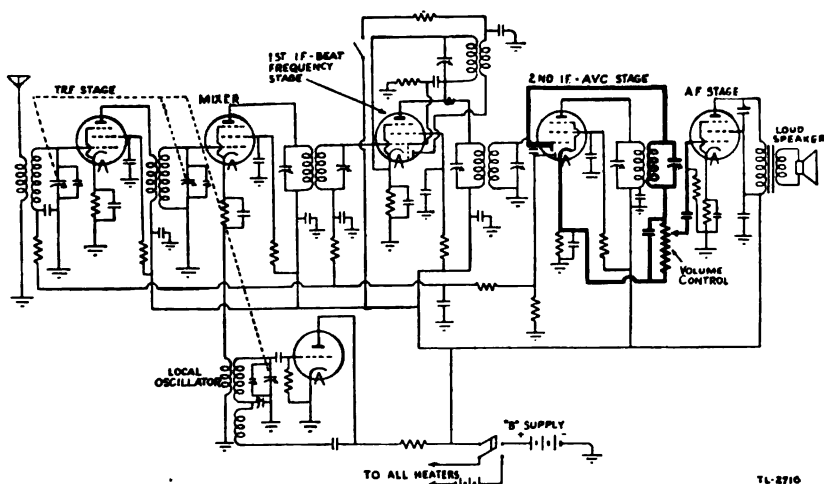 1ST IF-BEAT
FREQUENCY
STAGE
TRF STAGE
MIXER
2ND IF.-AVC STAGE
AF STAGE
LOUD
SPEAKER
VOLUME
CONTROL
LOCAL
OSCILLATOR
"B" SUPPLY
+ -
TO ALL HEATERS
TL-2710